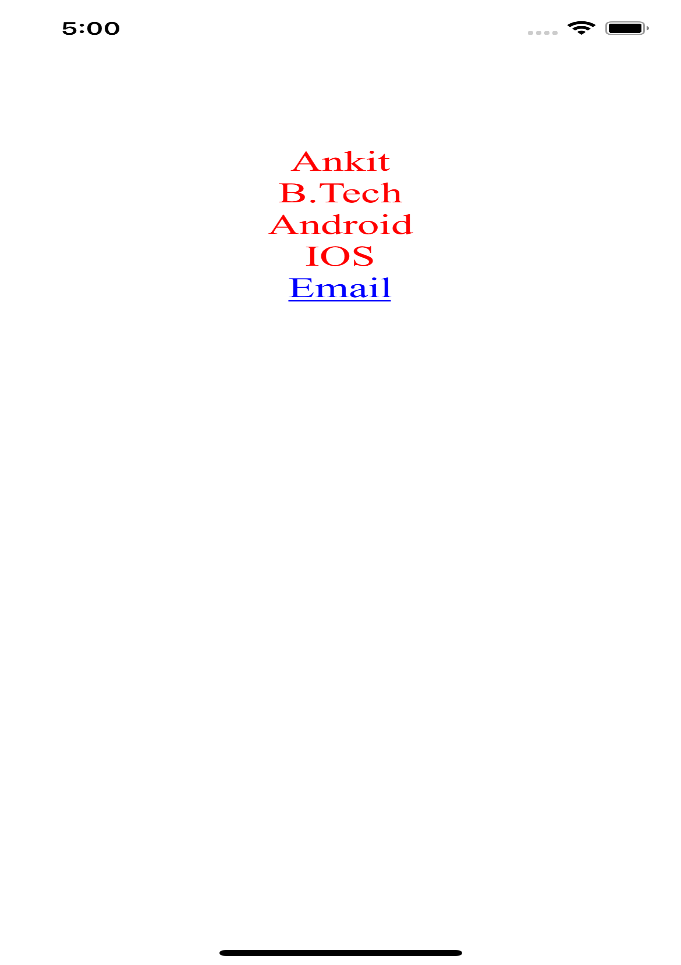 5:00
Ankit
B.Tech
Android
IOS
Email